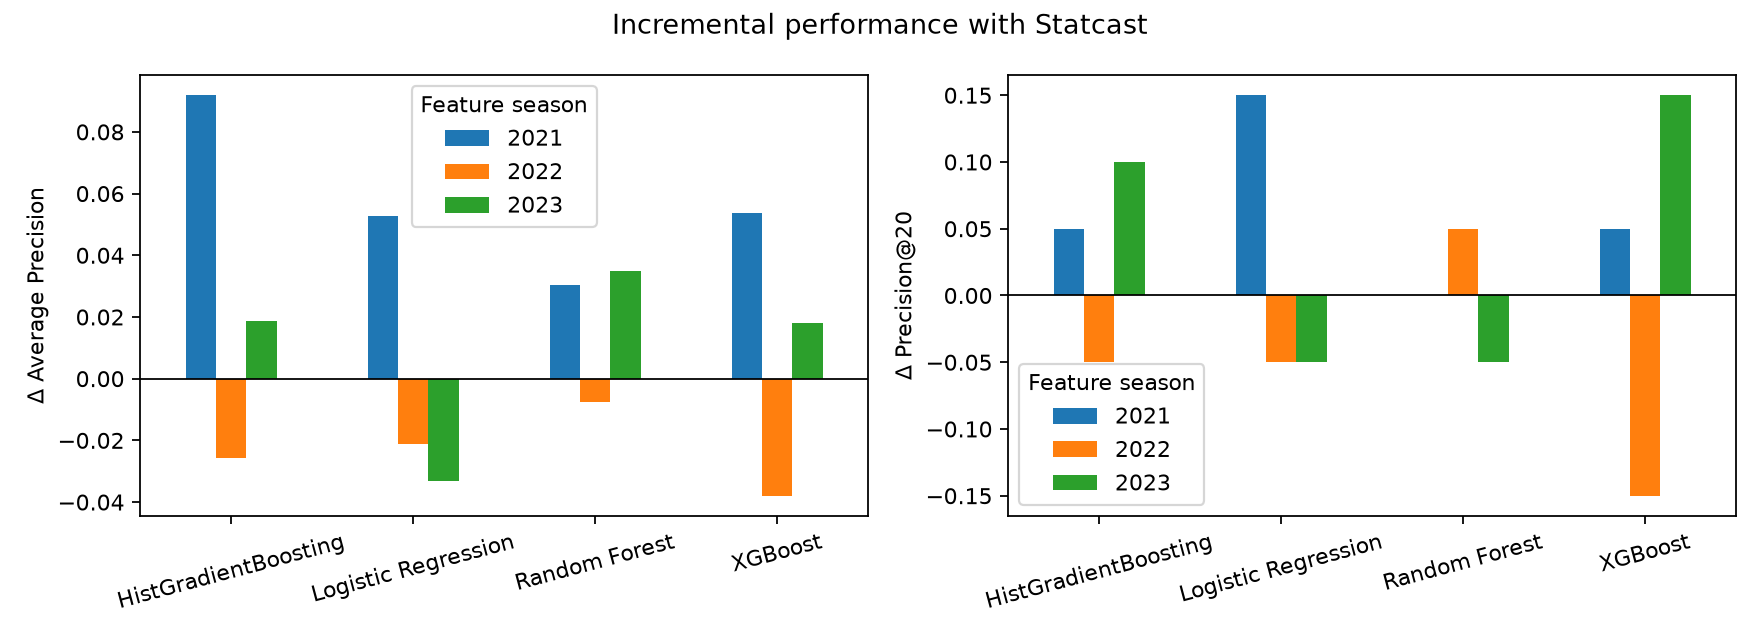 Incremental performance with Statcast
Δ Average Precision
0.08
0.06
0.04
0.02
0.00
−0.02
−0.04
Feature season
2021
2022
2023
HistGradientBoosting
Logistic Regression
Random Forest
XGBoost
Δ Precision@20
0.15
0.10
0.05
0.00
−0.05
−0.10
−0.15
Feature season
2021
2022
2023
HistGradientBoosting
Logistic Regression
Random Forest
XGBoost